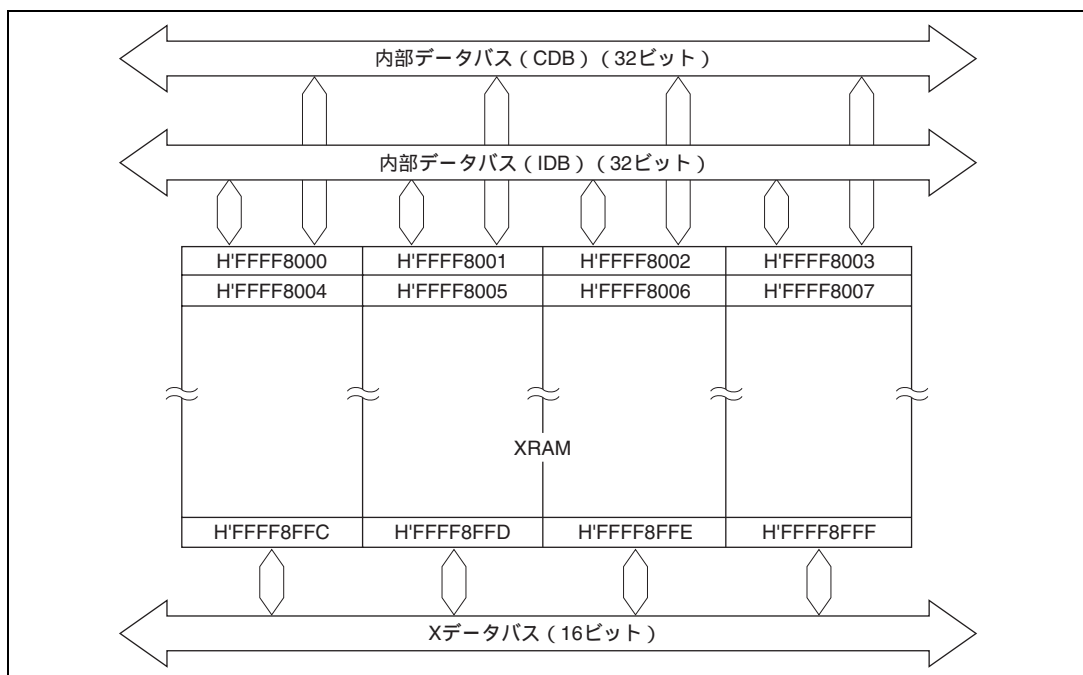 内部データバス（CDB）（32ビット）
内部データバス（IDB）（32ビット）
H'FFFF8000 H'FFFF8001 H'FFFF8002 H'FFFF8003
H'FFFF8004 H'FFFF8005 H'FFFF8006 H'FFFF8007
XRAM
H'FFFF8FFC H'FFFF8FFD H'FFFF8FFE H'FFFF8FFF
Xデータバス（16ビット）